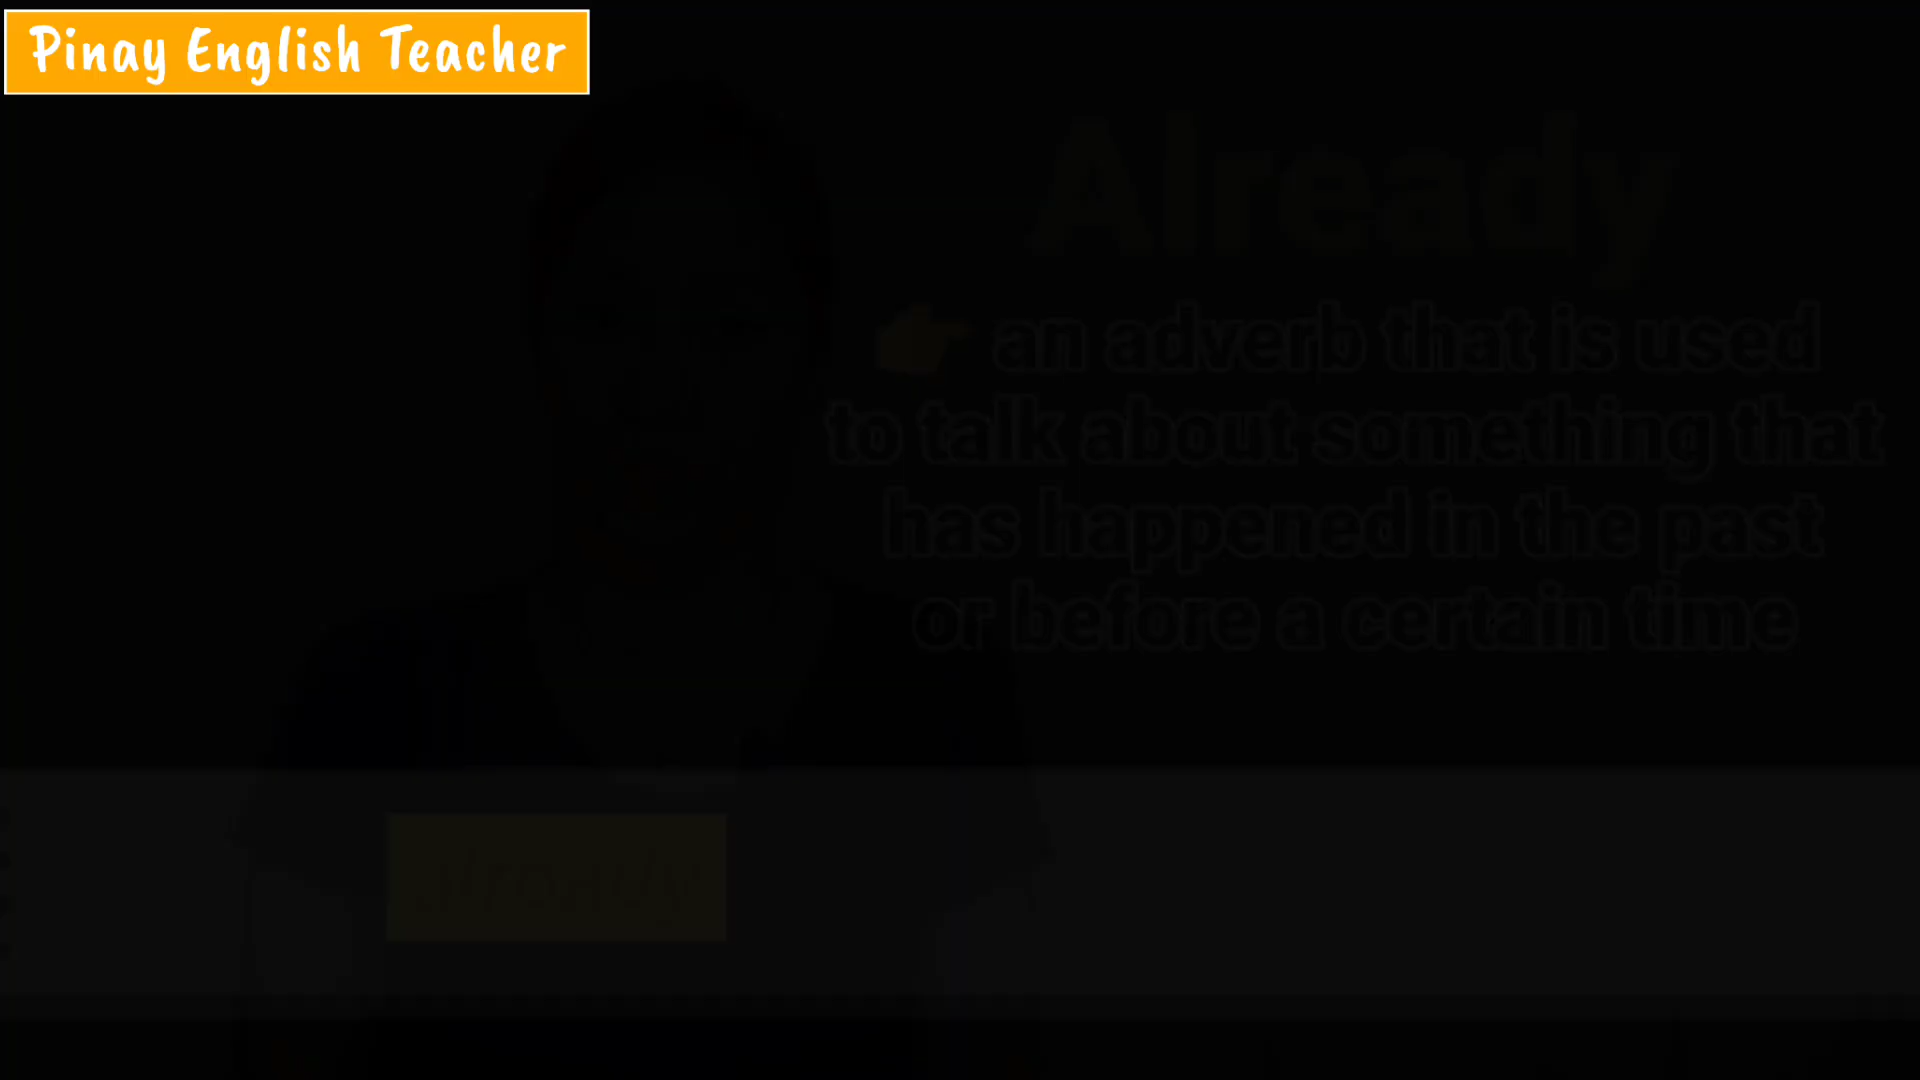 Pinay English Teacher
Already
👉 an adverb that is used
to talk about something that
has happened in the past
or before a certain time